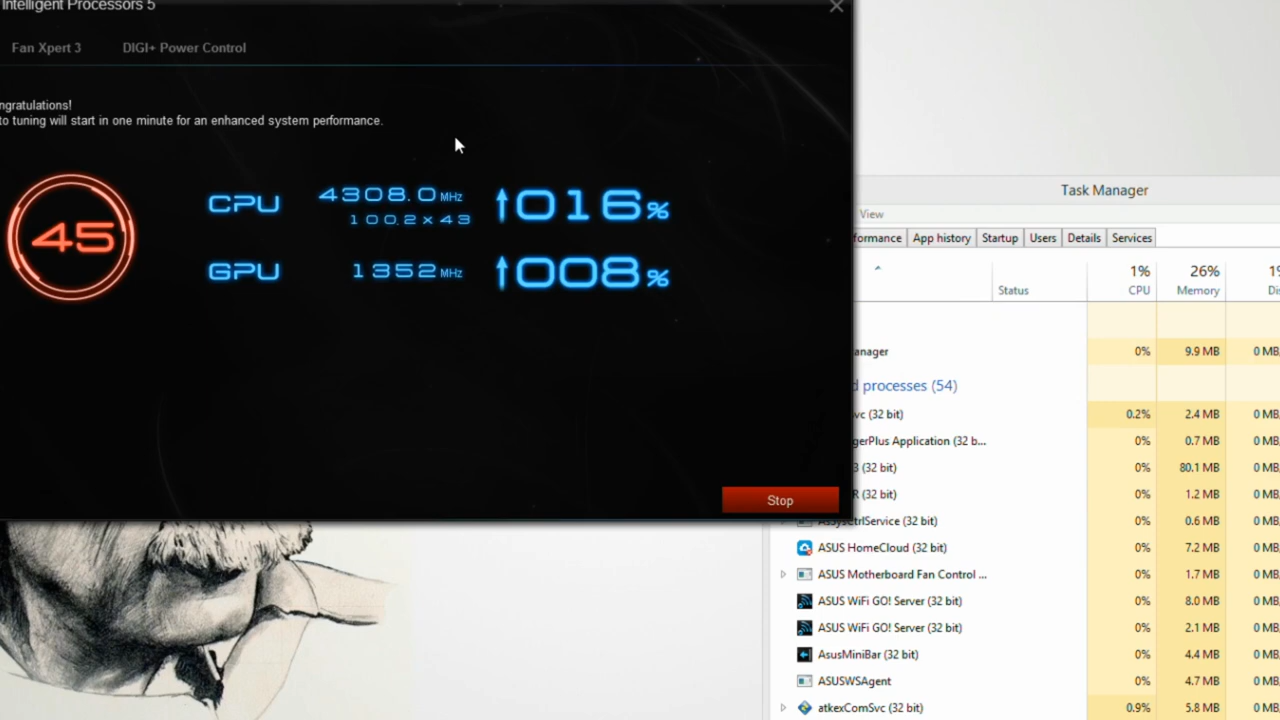 Intelligent Processors 5
Fan Xpert 3 DIGI+ Power Control
ngratulations!
to tuning will start in one minute for an enhanced system performance.
45
CPU 4308.0 MHz ↑016%
100.2 x 43
GPU 1352 MHz ↑008%
Stop
Task Manager
View
formance App history Startup Users Details Services
1% 26% 1%
Status CPU Memory Dis
anager 0% 9.9 MB 0 MB
d processes (54)
vc (32 bit) 0.2% 2.4 MB 0 MB
gerPlus Application (32 b... 0% 0.7 MB 0 MB
3 (32 bit) 0% 80.1 MB 0 MB
R (32 bit) 0% 1.2 MB 0 MB
AsSysCtrlService (32 bit) 0% 0.6 MB 0 MB
ASUS HomeCloud (32 bit) 0% 7.2 MB 0 MB
ASUS Motherboard Fan Control ... 0% 1.7 MB 0 MB
ASUS WiFi GO! Server (32 bit) 0% 8.0 MB 0 MB
ASUS WiFi GO! Server (32 bit) 0% 2.1 MB 0 MB
AsusMiniBar (32 bit) 0% 4.4 MB 0 MB
ASUSWSAgent 0% 4.7 MB 0 MB
atkexComSvc (32 bit) 0.9% 5.8 MB 0 MB